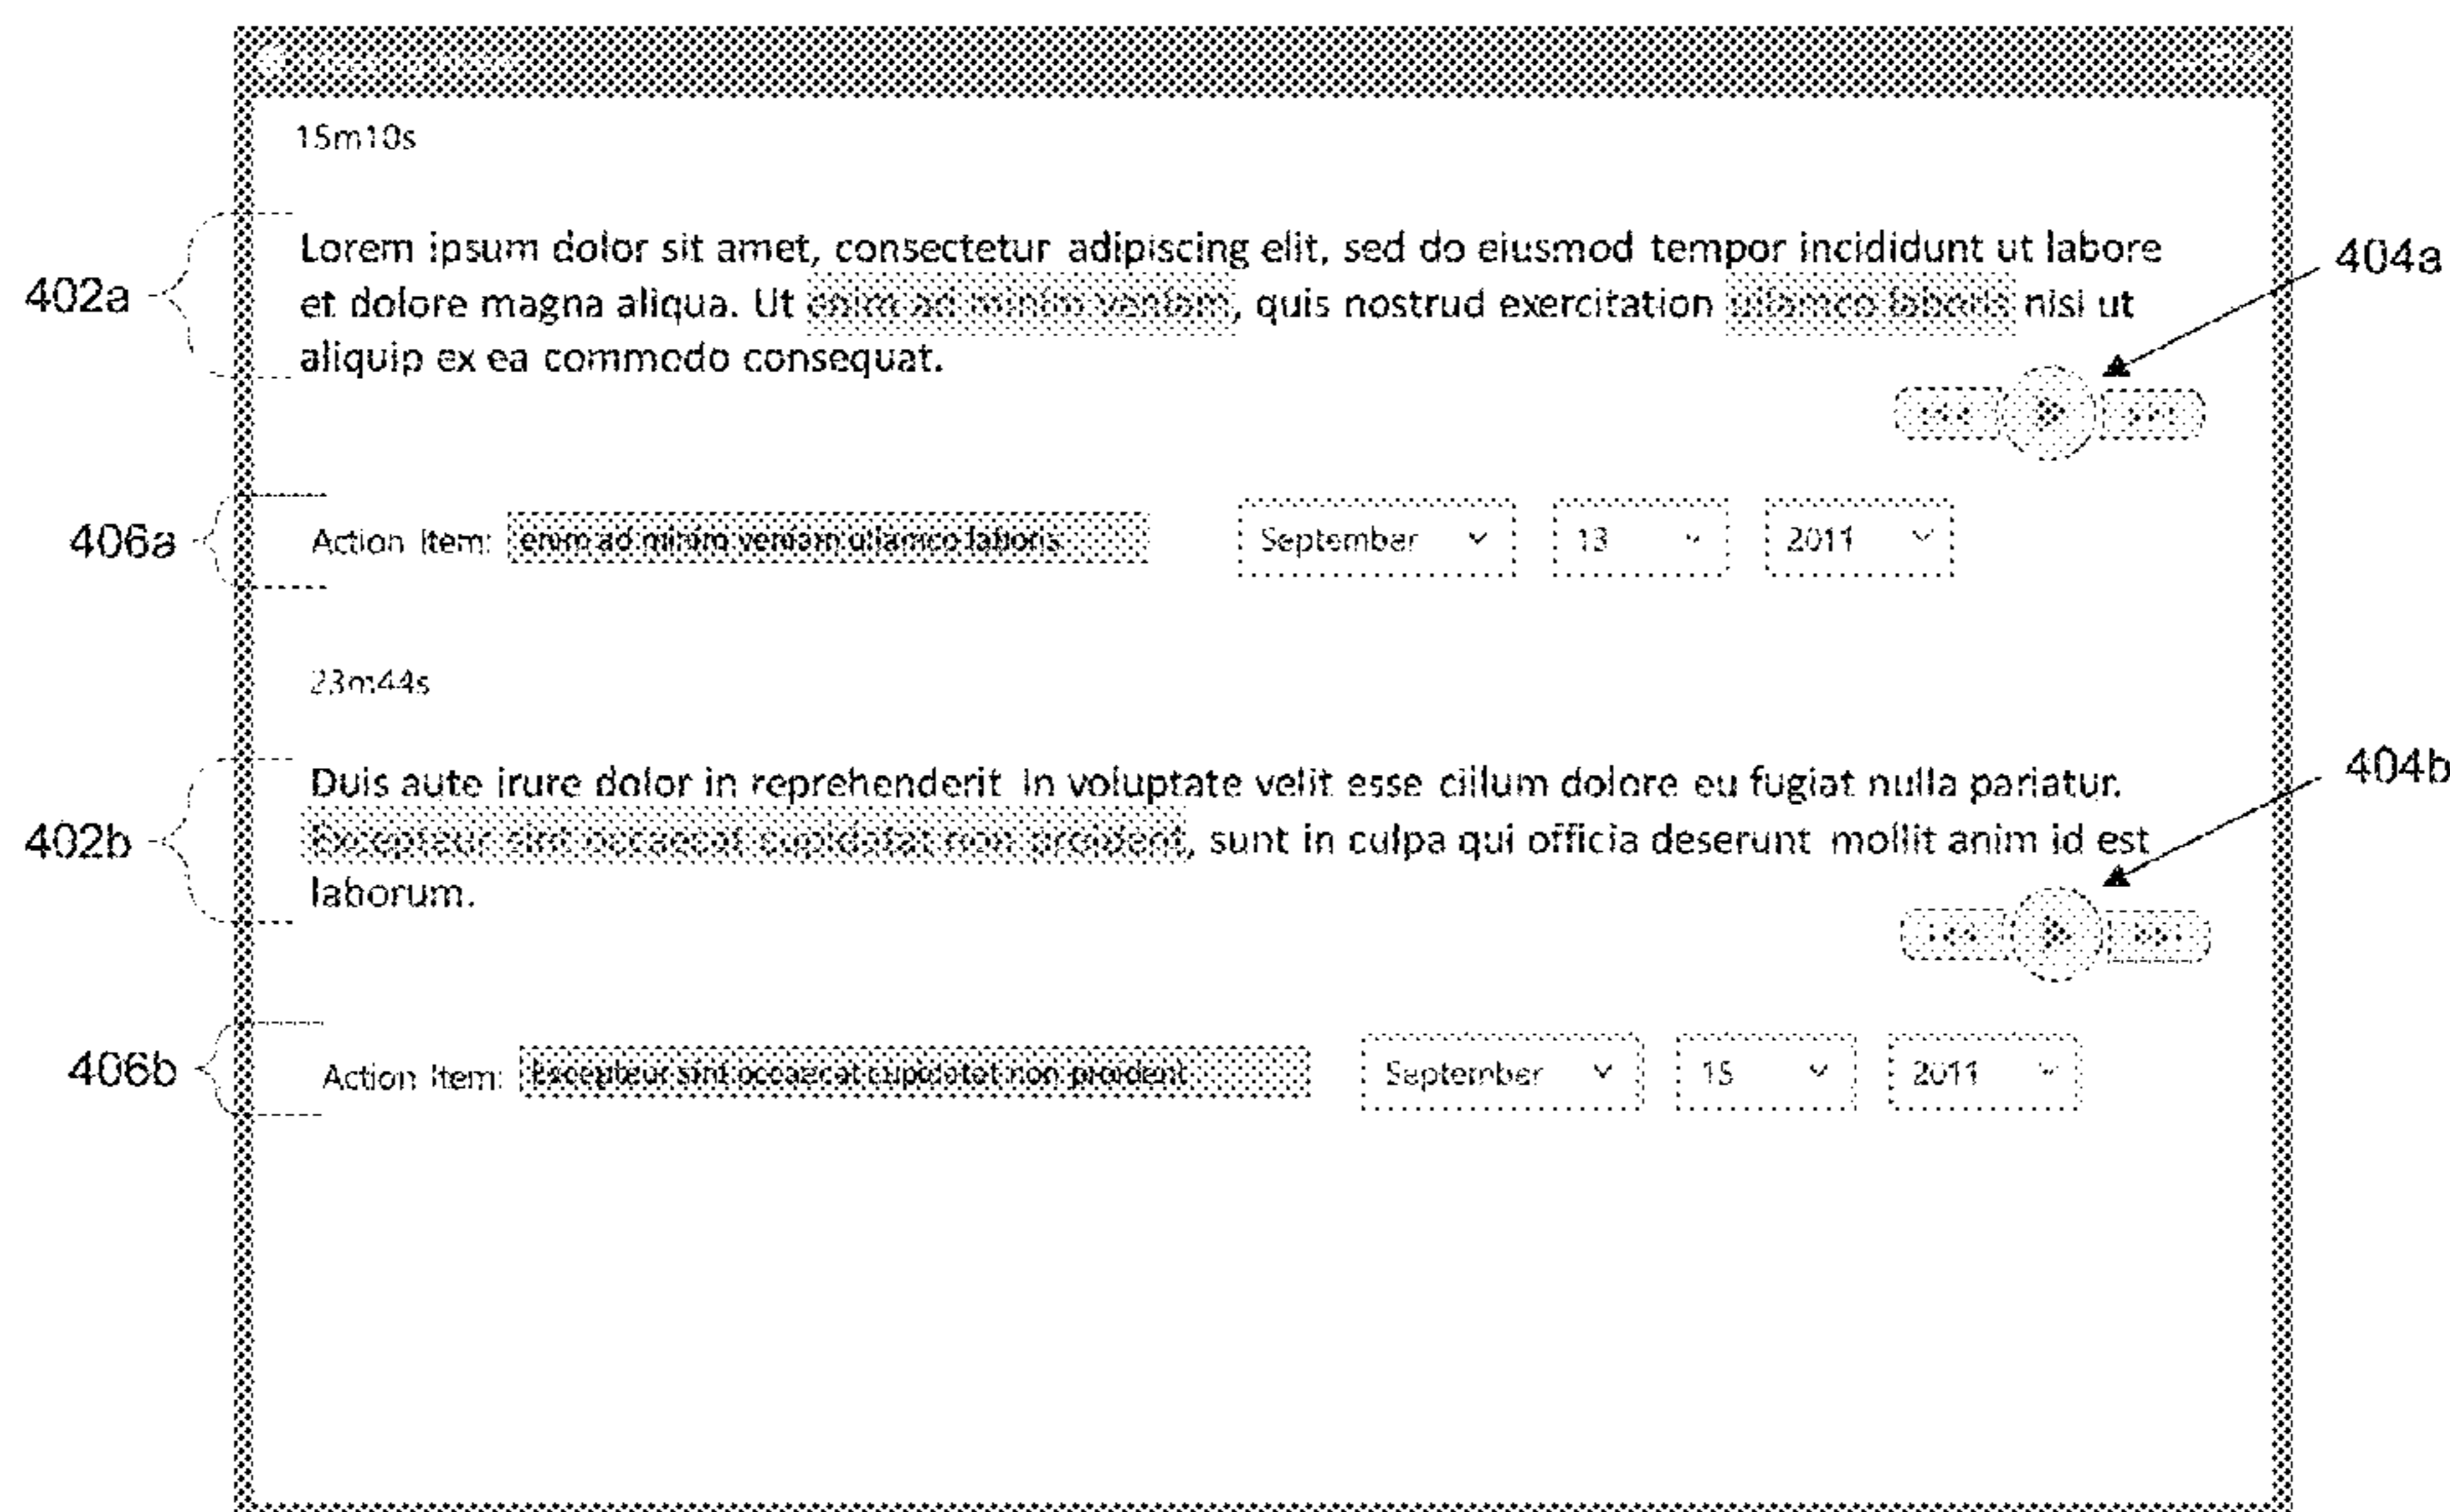 15m10s
402a
Lorem ipsum dolor sit amet, consectetur adipiscing elit, sed do eiusmod tempor incididunt ut labore
404a
et dolore magna aliqua. Ut enim ad minim veniam, quis nostrud exercitation ullamco laboris nisi ut
aliquip ex ea commodo consequat.
406a
Action Item: enim ad minim veniam ullamco laboris September 13 2011
23m44s
402b
Duis aute irure dolor in reprehenderit in voluptate velit esse cillum dolore eu fugiat nulla pariatur.
404b
Excepteur sint occaecat cupidatat non proident, sunt in culpa qui officia deserunt mollit anim id est
laborum.
406b
Action Item: Excepteur sint occaecat cupidatat non proident September 15 2011